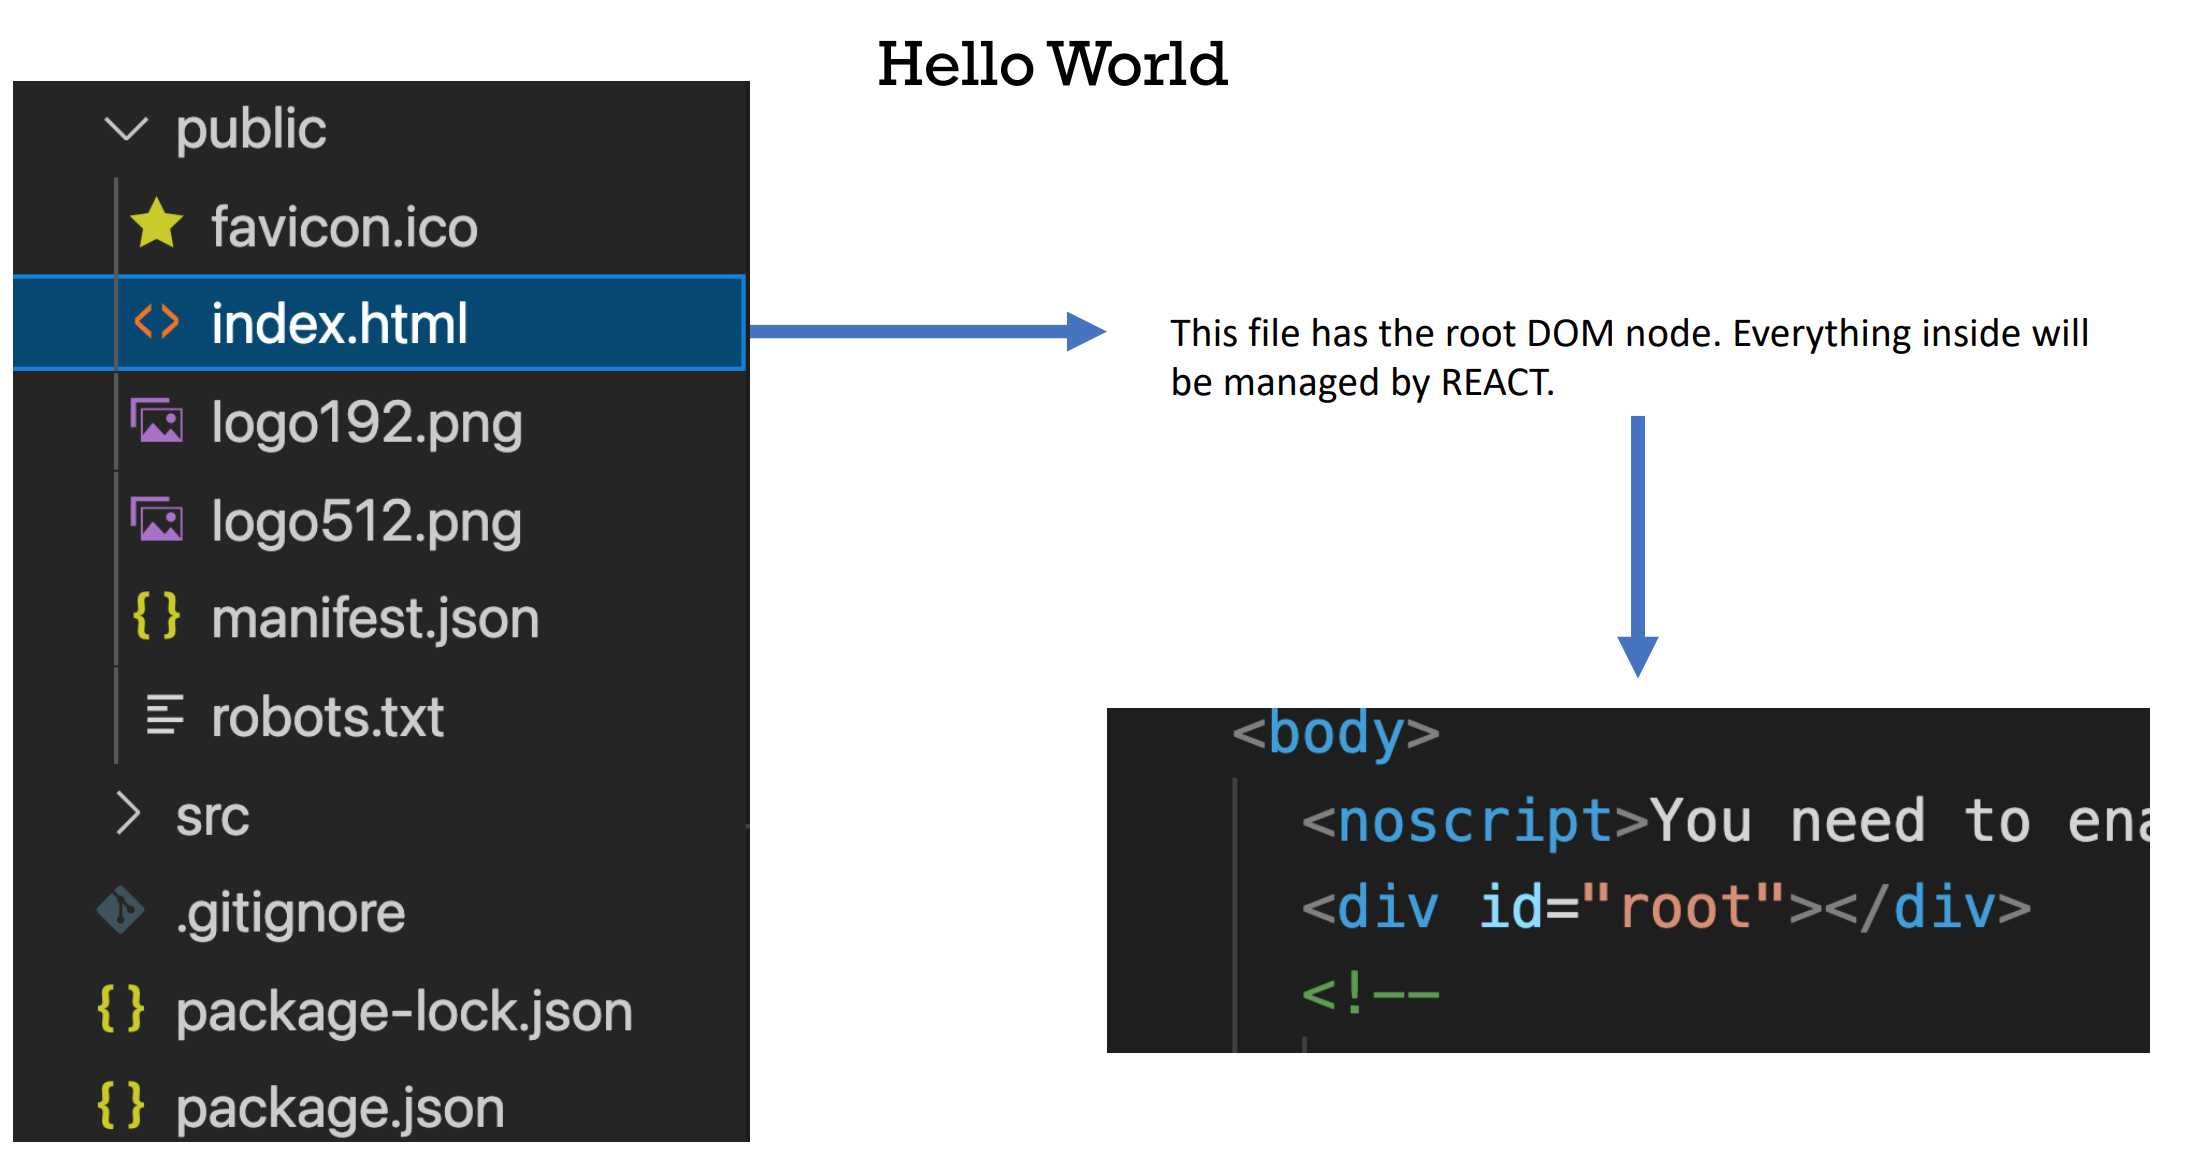 Hello World
public
favicon.ico
index.html
logo192.png
logo512.png
manifest.json
robots.txt
src
.gitignore
package-lock.json
package.json
This file has the root DOM node. Everything inside will
be managed by REACT.
<body>
<noscript>You need to ena
<div id="root"></div>
<!--